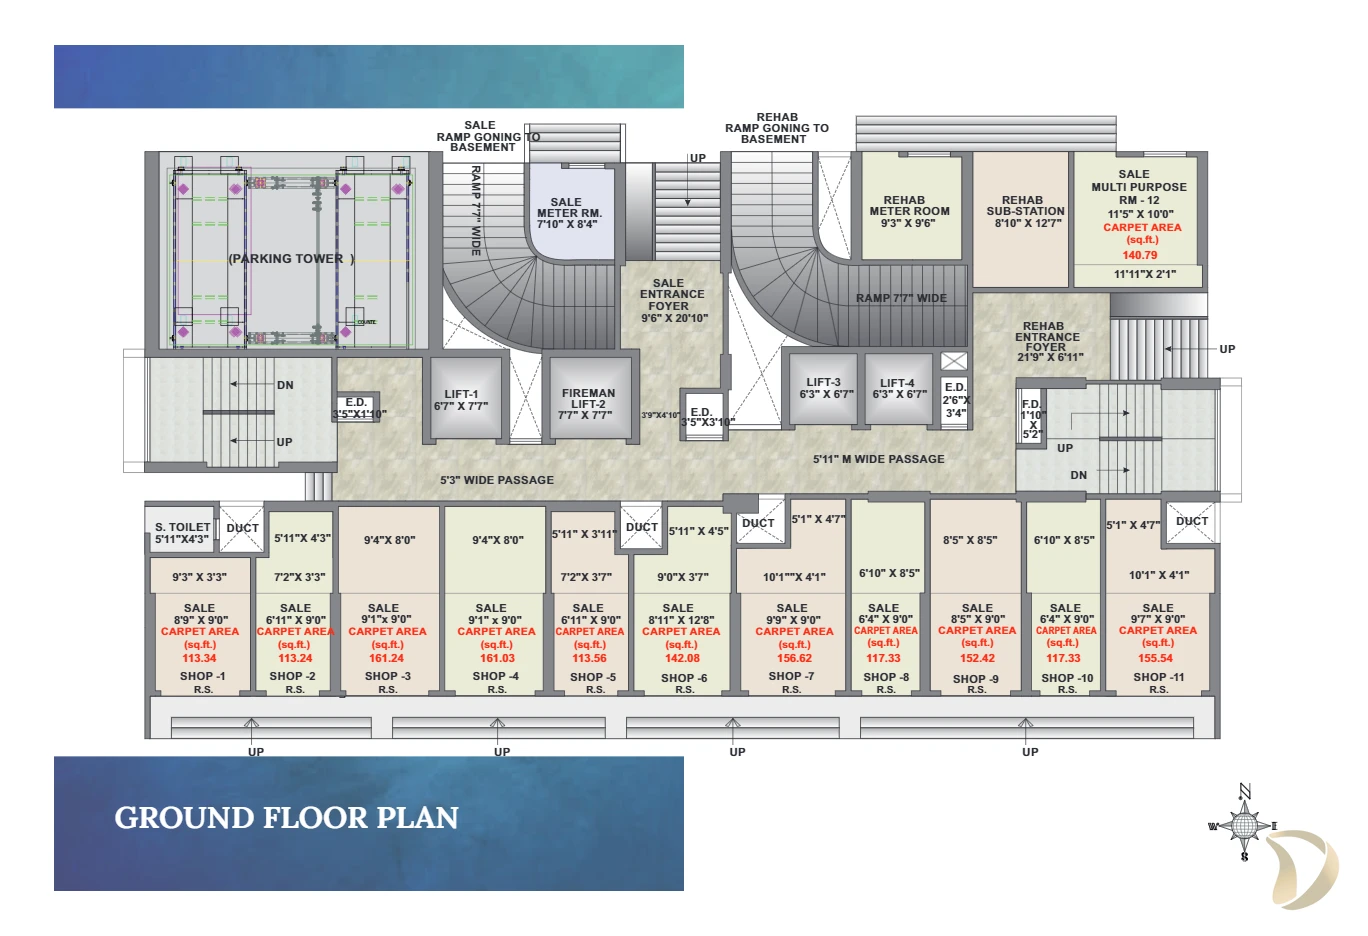 SALE
RAMP GONING TO
BASEMENT
REHAB
RAMP GONING TO
BASEMENT
UP
RAMP 7'7" WIDE
SALE
METER RM.
7'10" X 8'4"
REHAB
METER ROOM
9'3" X 9'6"
REHAB
SUB-STATION
8'10" X 12'7"
SALE
MULTI PURPOSE
RM - 12
11'5" X 10'0"
CARPET AREA
(sq.ft.)
140.79
11'11"X 2'1"
(PARKING TOWER )
SALE
ENTRANCE
FOYER
9'6" X 20'10"
RAMP 7'7" WIDE
REHAB
ENTRANCE
FOYER
21'9" X 6'11"
UP
DN
UP
E.D.
3'5"X1'10"
LIFT-1
6'7" X 7'7"
FIREMAN
LIFT-2
7'7" X 7'7"
3'9"X4'10"
E.D.
3'5"X3'10"
LIFT-3
6'3" X 6'7"
LIFT-4
6'3" X 6'7"
E.D.
2'6"X
3'4"
F.D.
1'10"
X
5'2"
UP
DN
5'3" WIDE PASSAGE
5'11" M WIDE PASSAGE
S. TOILET
5'11"X4'3"
DUCT
5'11"X 4'3"
9'4"X 8'0"
9'4"X 8'0"
5'11" X 3'11"
DUCT
5'11" X 4'5"
DUCT
5'1" X 4'7"
8'5" X 8'5"
6'10" X 8'5"
5'1" X 4'7"
DUCT
9'3" X 3'3"
7'2"X 3'3"
7'2"X 3'7"
9'0"X 3'7"
10'1""X 4'1"
6'10" X 8'5"
10'1" X 4'1"
SALE
8'9" X 9'0"
CARPET AREA
(sq.ft.)
113.34
SHOP -1
R.S.
SALE
6'11" X 9'0"
CARPET AREA
(sq.ft.)
113.24
SHOP -2
R.S.
SALE
9'1"x 9'0"
CARPET AREA
(sq.ft.)
161.24
SHOP -3
R.S.
SALE
9'1" x 9'0"
CARPET AREA
(sq.ft.)
161.03
SHOP -4
R.S.
SALE
6'11" X 9'0"
CARPET AREA
(sq.ft.)
113.56
SHOP -5
R.S.
SALE
8'11" X 12'8"
CARPET AREA
(sq.ft.)
142.08
SHOP -6
R.S.
SALE
9'9" X 9'0"
CARPET AREA
(sq.ft.)
156.62
SHOP -7
R.S.
SALE
6'4" X 9'0"
CARPET AREA
(sq.ft.)
117.33
SHOP -8
R.S.
SALE
8'5" X 9'0"
CARPET AREA
(sq.ft.)
152.42
SHOP -9
R.S.
SALE
6'4" X 9'0"
CARPET AREA
(sq.ft.)
117.33
SHOP -10
R.S.
SALE
9'7" X 9'0"
CARPET AREA
(sq.ft.)
155.54
SHOP -11
R.S.
UP
UP
UP
UP
GROUND FLOOR PLAN
N
W
E
S